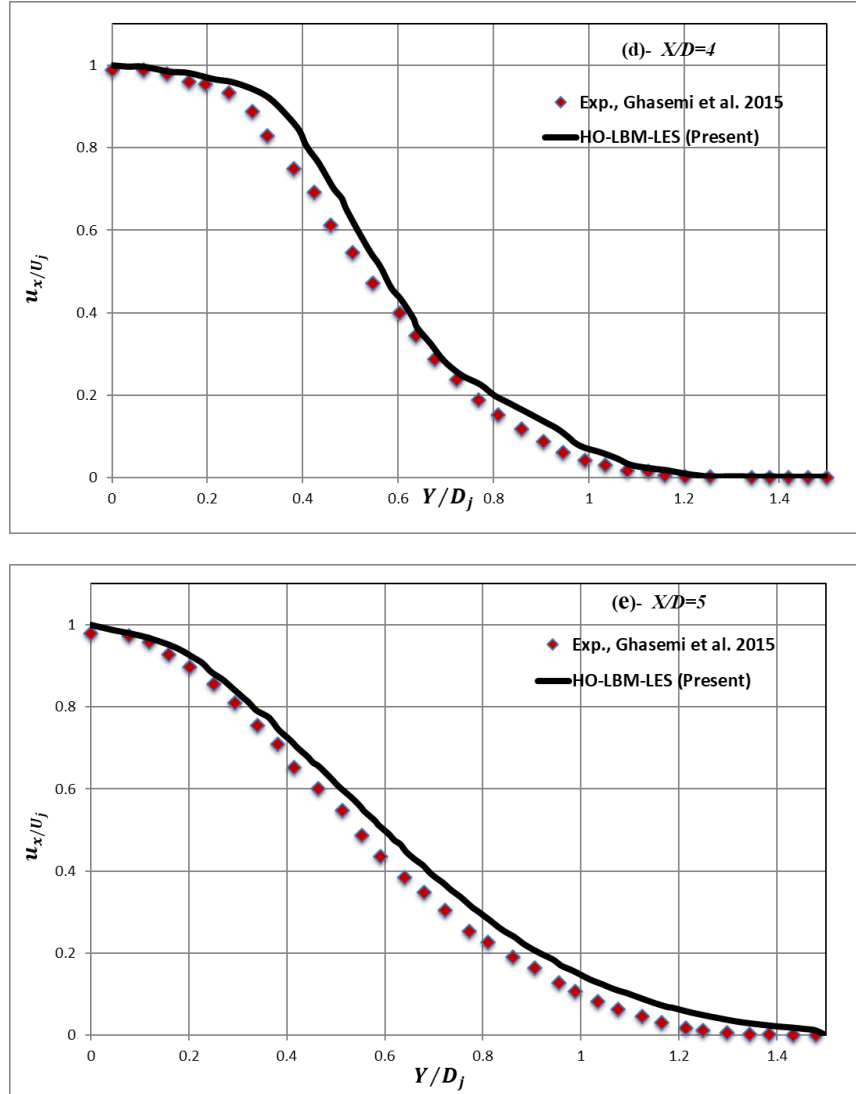 (d)- X/D=4
Exp., Ghasemi et al. 2015
HO-LBM-LES (Present)
1
0.8
0.6
0.4
0.2
0
u_x/U_j
0 0.2 0.4 0.6 0.8 1 1.2 1.4
Y/D_j
(e)- X/D=5
Exp., Ghasemi et al. 2015
HO-LBM-LES (Present)
1
0.8
0.6
0.4
0.2
0
u_x/U_j
0 0.2 0.4 0.6 0.8 1 1.2 1.4
Y/D_j